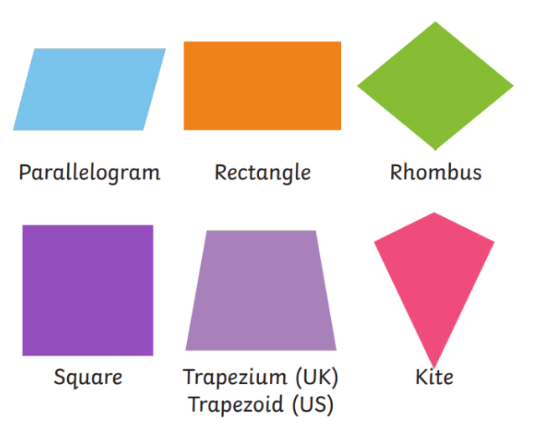 Parallelogram
Rectangle
Rhombus
Square
Trapezium (UK)
Trapezoid (US)
Kite